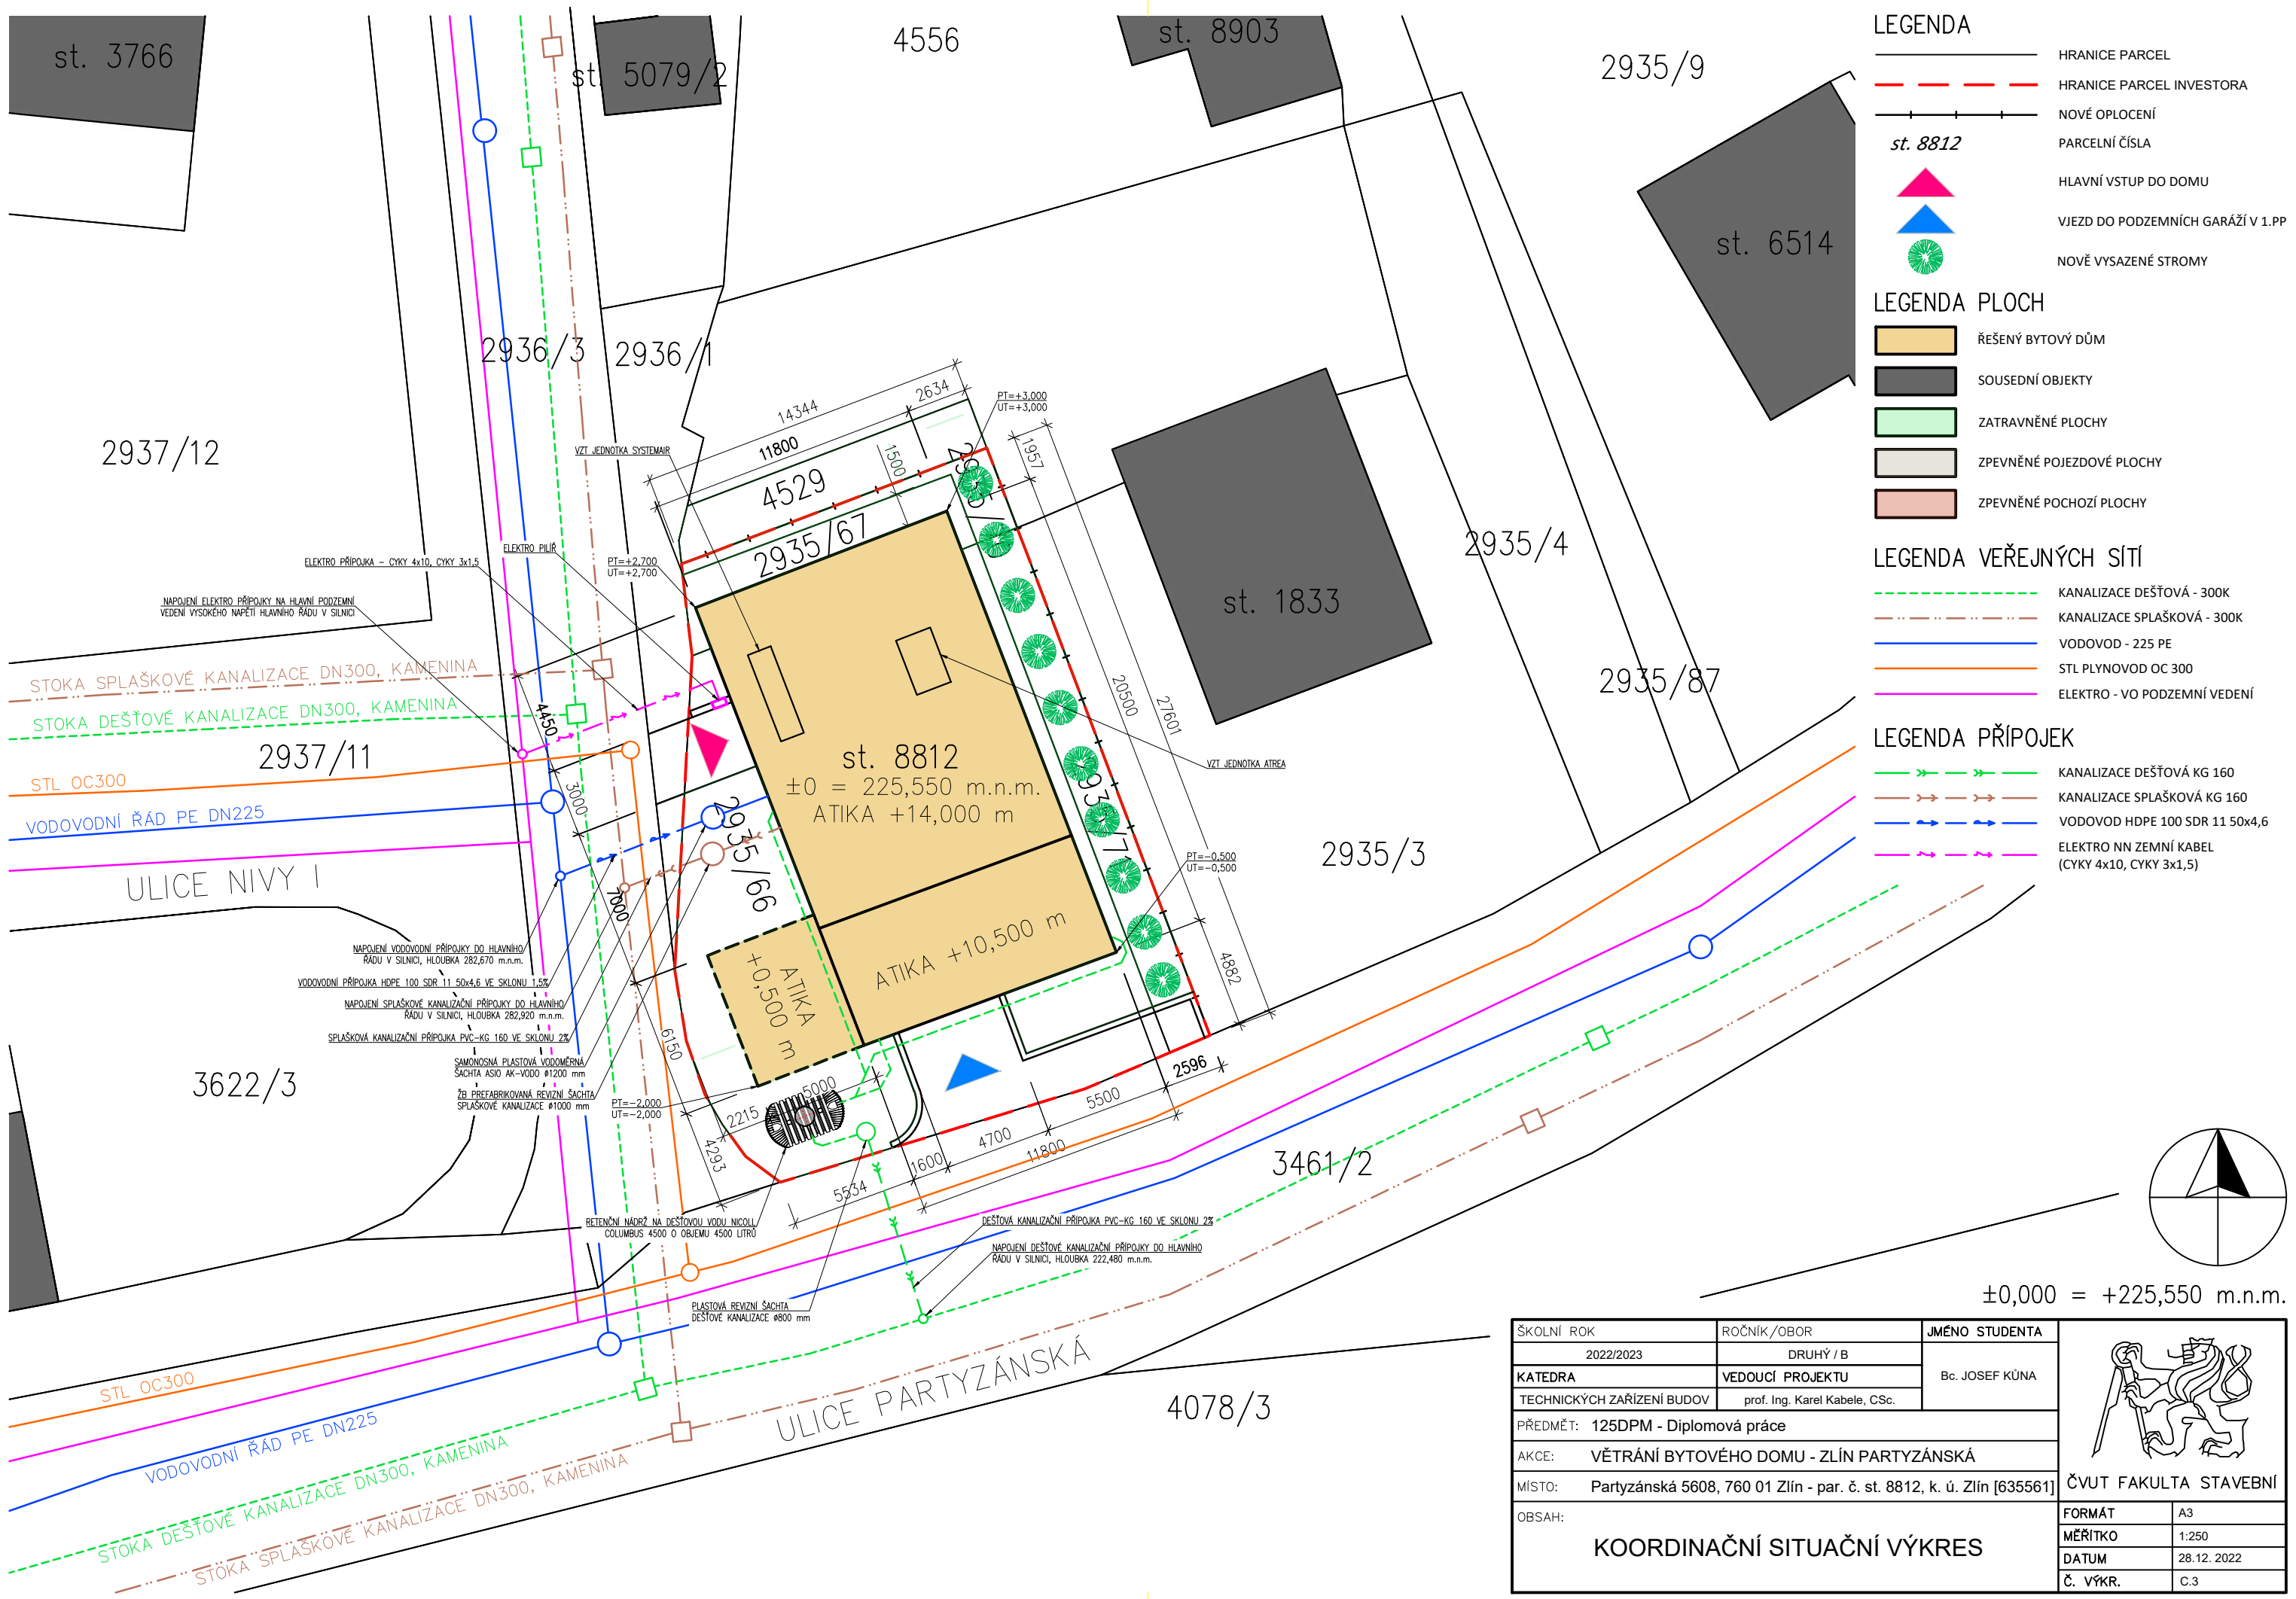 st. 3766
st. 5079/2
4556
st. 8903
2935/9
st. 6514
2936/3
2936/1
2937/12
14344
2634
11800
PT=+3,000
UT=+3,000
1957
VZT JEDNOTKA SYSTEMAIR
1500
4529
2935/67
ELEKTRO PILÍŘ
PT=+2,700
UT=+2,700
ELEKTRO PŘÍPOJKA – CYKY 4x10, CYKY 3x1,5
NAPOJENÍ ELEKTRO PŘÍPOJKY NA HLAVNÍ PODZEMNÍ
VEDENÍ VYSOKÉHO NAPĚTÍ HLAVNÍHO ŘÁDU V SILNICI
2935/4
st. 1833
2935/87
STOKA SPLAŠKOVÉ KANALIZACE DN300, KAMENINA
STOKA DEŠŤOVÉ KANALIZACE DN300, KAMENINA
4450
20500
27601
2937/11
STL OC300
3000
VODOVODNÍ ŘÁD PE DN225
ULICE NIVY I
st. 8812
±0 = 225,550 m.n.m.
ATIKA +14,000 m
VZT JEDNOTKA ATREA
2935/66
7000
2935/3
PT=-0,500
UT=-0,500
ATIKA +10,500 m
4882
ATIKA
+0,500 m
NAPOJENÍ VODOVODNÍ PŘÍPOJKY DO HLAVNÍHO
ŘÁDU V SILNICI, HLOUBKA 282,670 m.n.m.
VODOVODNÍ PŘÍPOJKA HDPE 100 SDR 11 50x4,6 VE SKLONU 1,5%
NAPOJENÍ SPLAŠKOVÉ KANALIZAČNÍ PŘÍPOJKY DO HLAVNÍHO
ŘÁDU V SILNICI, HLOUBKA 282,920 m.n.m.
SPLAŠKOVÁ KANALIZAČNÍ PŘÍPOJKA PVC-KG 160 VE SKLONU 2%
SAMONOSNÁ PLASTOVÁ VODOMĚRNÁ
ŠACHTA ASIO AK-VODO ø1200 mm
ŽB PREFABRIKOVANÁ REVIZNÍ ŠACHTA
SPLAŠKOVÉ KANALIZACE ø1000 mm
3622/3
6150
PT=-2,000
UT=-2,000
2215
5000
4293
2596
5500
4700
1600
11800
5534
3461/2
RETENČNÍ NÁDRŽ NA DEŠŤOVOU VODU NICOLL
COLUMBUS 4500 O OBJEMU 4500 LITRŮ
DEŠŤOVÁ KANALIZAČNÍ PŘÍPOJKA PVC-KG 160 VE SKLONU 2%
NAPOJENÍ DEŠŤOVÉ KANALIZAČNÍ PŘÍPOJKY DO HLAVNÍHO
ŘÁDU V SILNICI, HLOUBKA 222,480 m.n.m.
PLASTOVÁ REVIZNÍ ŠACHTA
DEŠŤOVÉ KANALIZACE ø800 mm
STL OC300
VODOVODNÍ ŘÁD PE DN225
STOKA DEŠŤOVÉ KANALIZACE DN300, KAMENINA
STOKA SPLAŠKOVÉ KANALIZACE DN300, KAMENINA
ULICE PARTYZÁNSKÁ
4078/3
LEGENDA
HRANICE PARCEL
HRANICE PARCEL INVESTORA
NOVÉ OPLOCENÍ
st. 8812 PARCELNÍ ČÍSLA
HLAVNÍ VSTUP DO DOMU
VJEZD DO PODZEMNÍCH GARÁŽÍ V 1.PP
NOVĚ VYSAZENÉ STROMY
LEGENDA PLOCH
ŘEŠENÝ BYTOVÝ DŮM
SOUSEDNÍ OBJEKTY
ZATRAVNĚNÉ PLOCHY
ZPEVNĚNÉ POJEZDOVÉ PLOCHY
ZPEVNĚNÉ POCHOZÍ PLOCHY
LEGENDA VEŘEJNÝCH SÍTÍ
KANALIZACE DEŠŤOVÁ - 300K
KANALIZACE SPLAŠKOVÁ - 300K
VODOVOD - 225 PE
STL PLYNOVOD OC 300
ELEKTRO - VO PODZEMNÍ VEDENÍ
LEGENDA PŘÍPOJEK
KANALIZACE DEŠŤOVÁ KG 160
KANALIZACE SPLAŠKOVÁ KG 160
VODOVOD HDPE 100 SDR 11 50x4,6
ELEKTRO NN ZEMNÍ KABEL
(CYKY 4x10, CYKY 3x1,5)
±0,000 = +225,550 m.n.m.
ŠKOLNÍ ROK ROČNÍK/OBOR JMÉNO STUDENTA
2022/2023 DRUHÝ / B
KATEDRA VEDOUCÍ PROJEKTU Bc. JOSEF KŮNA
TECHNICKÝCH ZAŘÍZENÍ BUDOV prof. Ing. Karel Kabele, CSc.
PŘEDMĚT: 125DPM - Diplomová práce
AKCE: VĚTRÁNÍ BYTOVÉHO DOMU - ZLÍN PARTYZÁNSKÁ
MÍSTO: Partyzánská 5608, 760 01 Zlín - par. č. st. 8812, k. ú. Zlín [635561]
ČVUT FAKULTA STAVEBNÍ
OBSAH:
KOORDINAČNÍ SITUAČNÍ VÝKRES
FORMÁT A3
MĚŘÍTKO 1:250
DATUM 28.12. 2022
Č. VÝKR. C.3